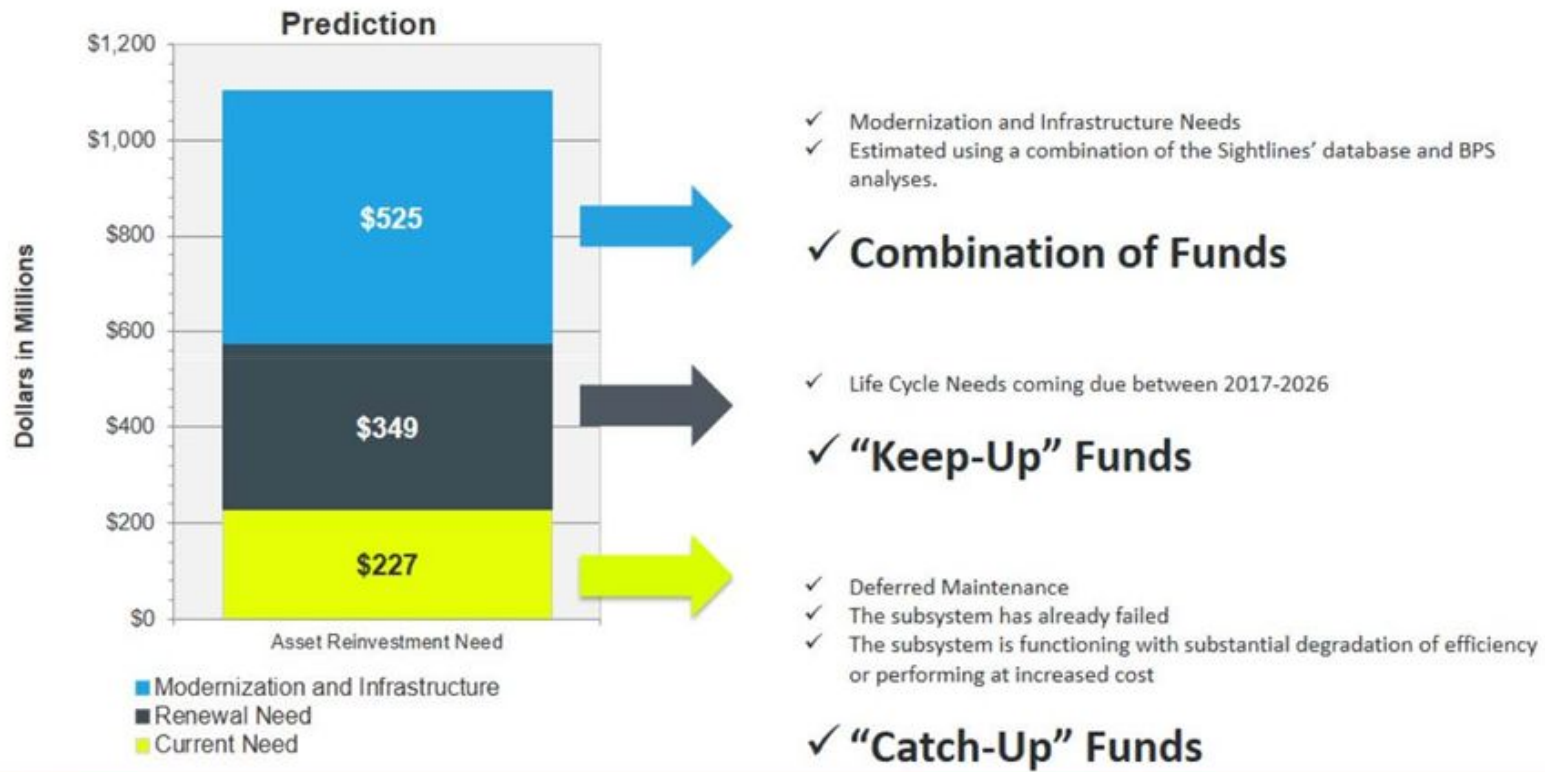 Prediction
$1,200
$1,000
$800
$600
$400
$200
$0
Dollars in Millions
$525
$349
$227
Asset Reinvestment Need
Modernization and Infrastructure
Renewal Need
Current Need
✓ Modernization and Infrastructure Needs
✓ Estimated using a combination of the Sightlines’ database and BPS
analyses.
✓ Combination of Funds
✓ Life Cycle Needs coming due between 2017-2026
✓ “Keep-Up” Funds
✓ Deferred Maintenance
✓ The subsystem has already failed
✓ The subsystem is functioning with substantial degradation of efficiency
or performing at increased cost
✓ “Catch-Up” Funds